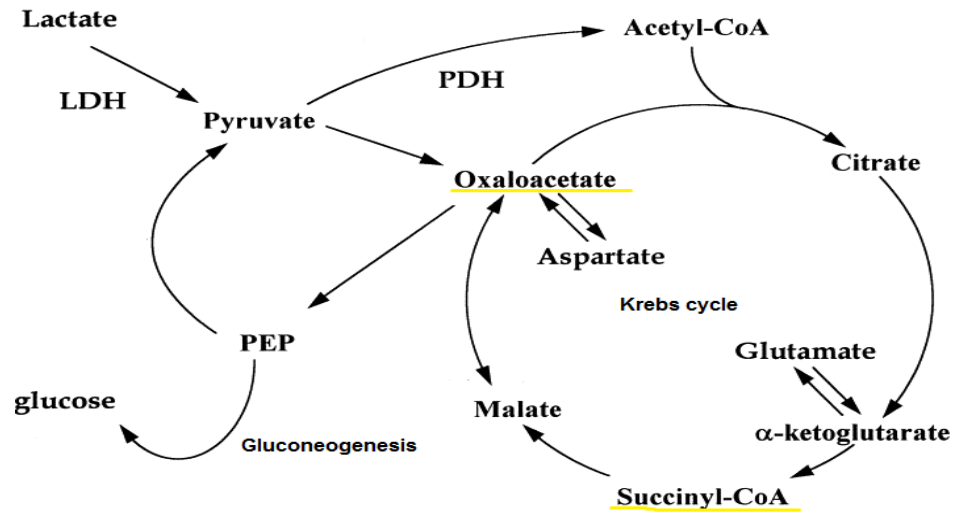 Lactate
Acetyl-CoA
PDH
LDH
Pyruvate
Citrate
Oxaloacetate
Aspartate
Krebs cycle
PEP
Glutamate
glucose
Malate
Gluconeogenesis
α-ketoglutarate
Succinyl-CoA